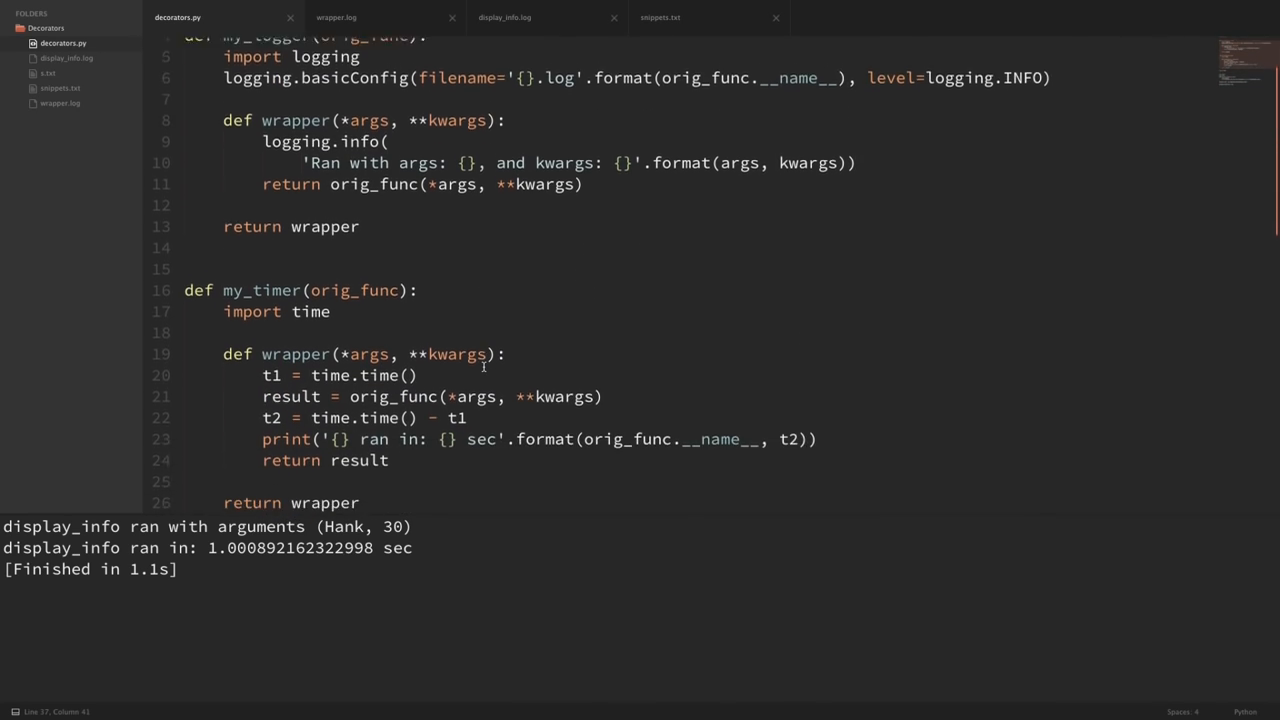 FOLDERS
Decorators
decorators.py
display_info.log
s.txt
snippets.txt
wrapper.log
decorators.py
wrapper.log
display_info.log
snippets.txt
def my_logger(orig_func):
5 import logging
6 logging.basicConfig(filename='{}.log'.format(orig_func.__name__), level=logging.INFO)
7
8 def wrapper(*args, **kwargs):
9 logging.info(
10 'Ran with args: {}, and kwargs: {}'.format(args, kwargs))
11 return orig_func(*args, **kwargs)
12
13 return wrapper
14
15
16 def my_timer(orig_func):
17 import time
18
19 def wrapper(*args, **kwargs):
20 t1 = time.time()
21 result = orig_func(*args, **kwargs)
22 t2 = time.time() - t1
23 print('{} ran in: {} sec'.format(orig_func.__name__, t2))
24 return result
25
26 return wrapper
display_info ran with arguments (Hank, 30)
display_info ran in: 1.000892162322998 sec
[Finished in 1.1s]
Line 37, Column 41
Spaces: 4
Python